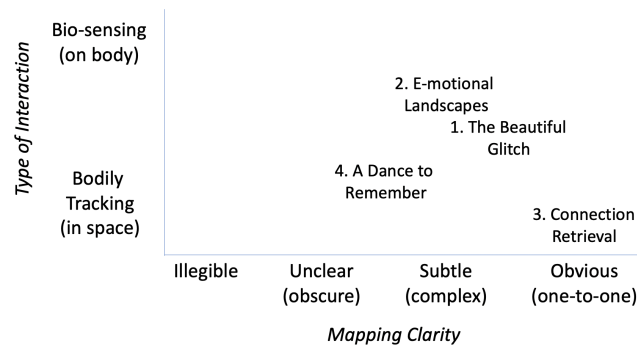 Bio-sensing
(on body)
Type of Interaction
2. E-motional
Landscapes
1. The Beautiful
Glitch
4. A Dance to
Remember
Bodily
Tracking
(in space)
3. Connection
Retrieval
Illegible
Unclear
(obscure)
Subtle
(complex)
Obvious
(one-to-one)
Mapping Clarity